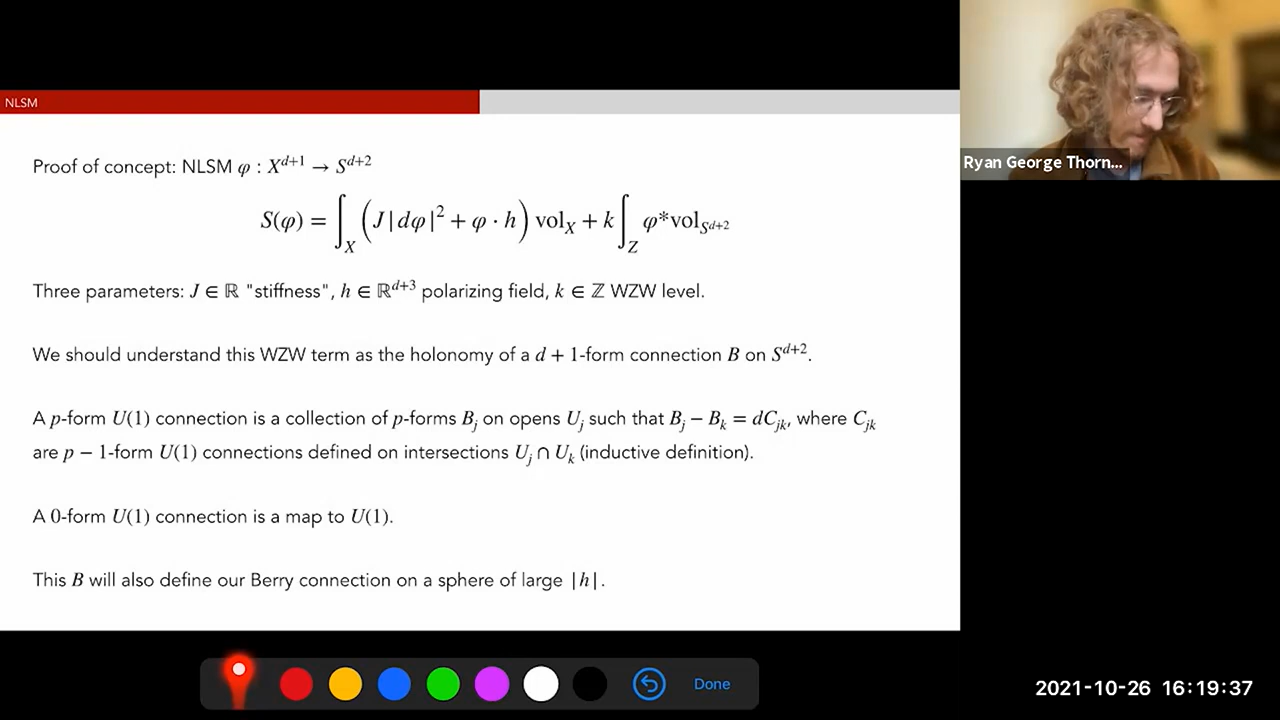 NLSM
Proof of concept: NLSM φ : X^{d+1} → S^{d+2}
S(φ) = ∫_X (J|dφ|² + φ · h) vol_X + k ∫_Z φ*vol_{S^{d+2}}
Three parameters: J ∈ ℝ "stiffness", h ∈ ℝ^{d+3} polarizing field, k ∈ ℤ WZW level.
We should understand this WZW term as the holonomy of a d + 1-form connection B on S^{d+2}.
A p-form U(1) connection is a collection of p-forms B_j on opens U_j such that B_j − B_k = dC_{jk}, where C_{jk}
are p − 1-form U(1) connections defined on intersections U_j ∩ U_k (inductive definition).
A 0-form U(1) connection is a map to U(1).
This B will also define our Berry connection on a sphere of large |h|.
Ryan George Thorn...
Done
2021-10-26 16:19:37